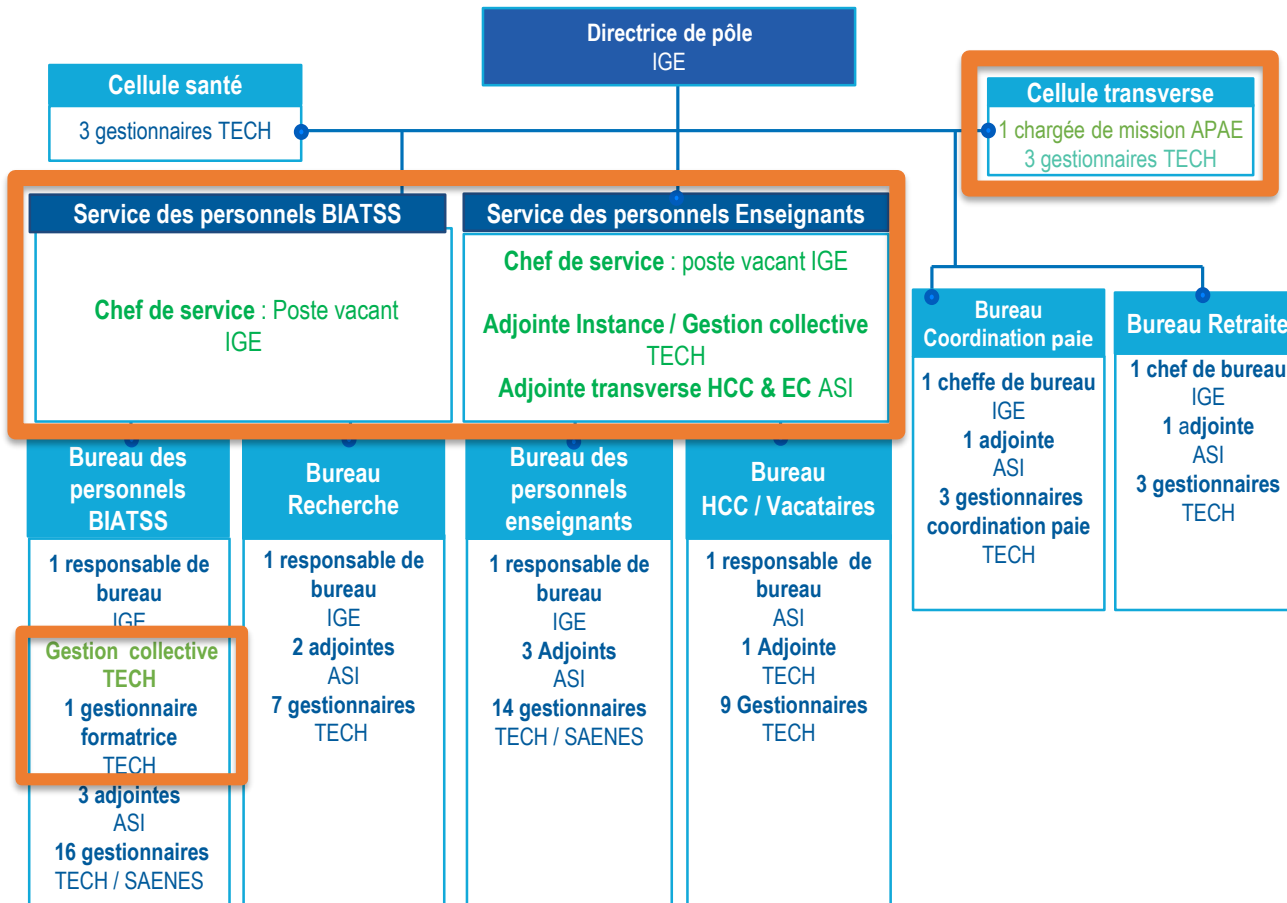 Directrice de pôle
IGE
Cellule santé
3 gestionnaires TECH
Cellule transverse
1 chargée de mission APAE
3 gestionnaires TECH
Service des personnels BIATSS
Chef de service : Poste vacant
IGE
Service des personnels Enseignants
Chef de service : poste vacant IGE
Adjointe Instance / Gestion collective
TECH
Adjointe transverse HCC & EC ASI
Bureau
Coordination paie
1 cheffe de bureau
IGE
1 adjointe
ASI
3 gestionnaires
coordination paie
TECH
Bureau Retraite
1 chef de bureau
IGE
1 adjointe
ASI
3 gestionnaires
TECH
Bureau des
personnels
BIATSS
1 responsable de
bureau
IGE
Gestion collective
TECH
1 gestionnaire
formatrice
TECH
3 adjointes
ASI
16 gestionnaires
TECH / SAENES
Bureau
Recherche
1 responsable de
bureau
IGE
2 adjointes
ASI
7 gestionnaires
TECH
Bureau des
personnels
enseignants
1 responsable de
bureau
IGE
3 Adjoints
ASI
14 gestionnaires
TECH / SAENES
Bureau
HCC / Vacataires
1 responsable de
bureau
ASI
1 Adjointe
TECH
9 Gestionnaires
TECH